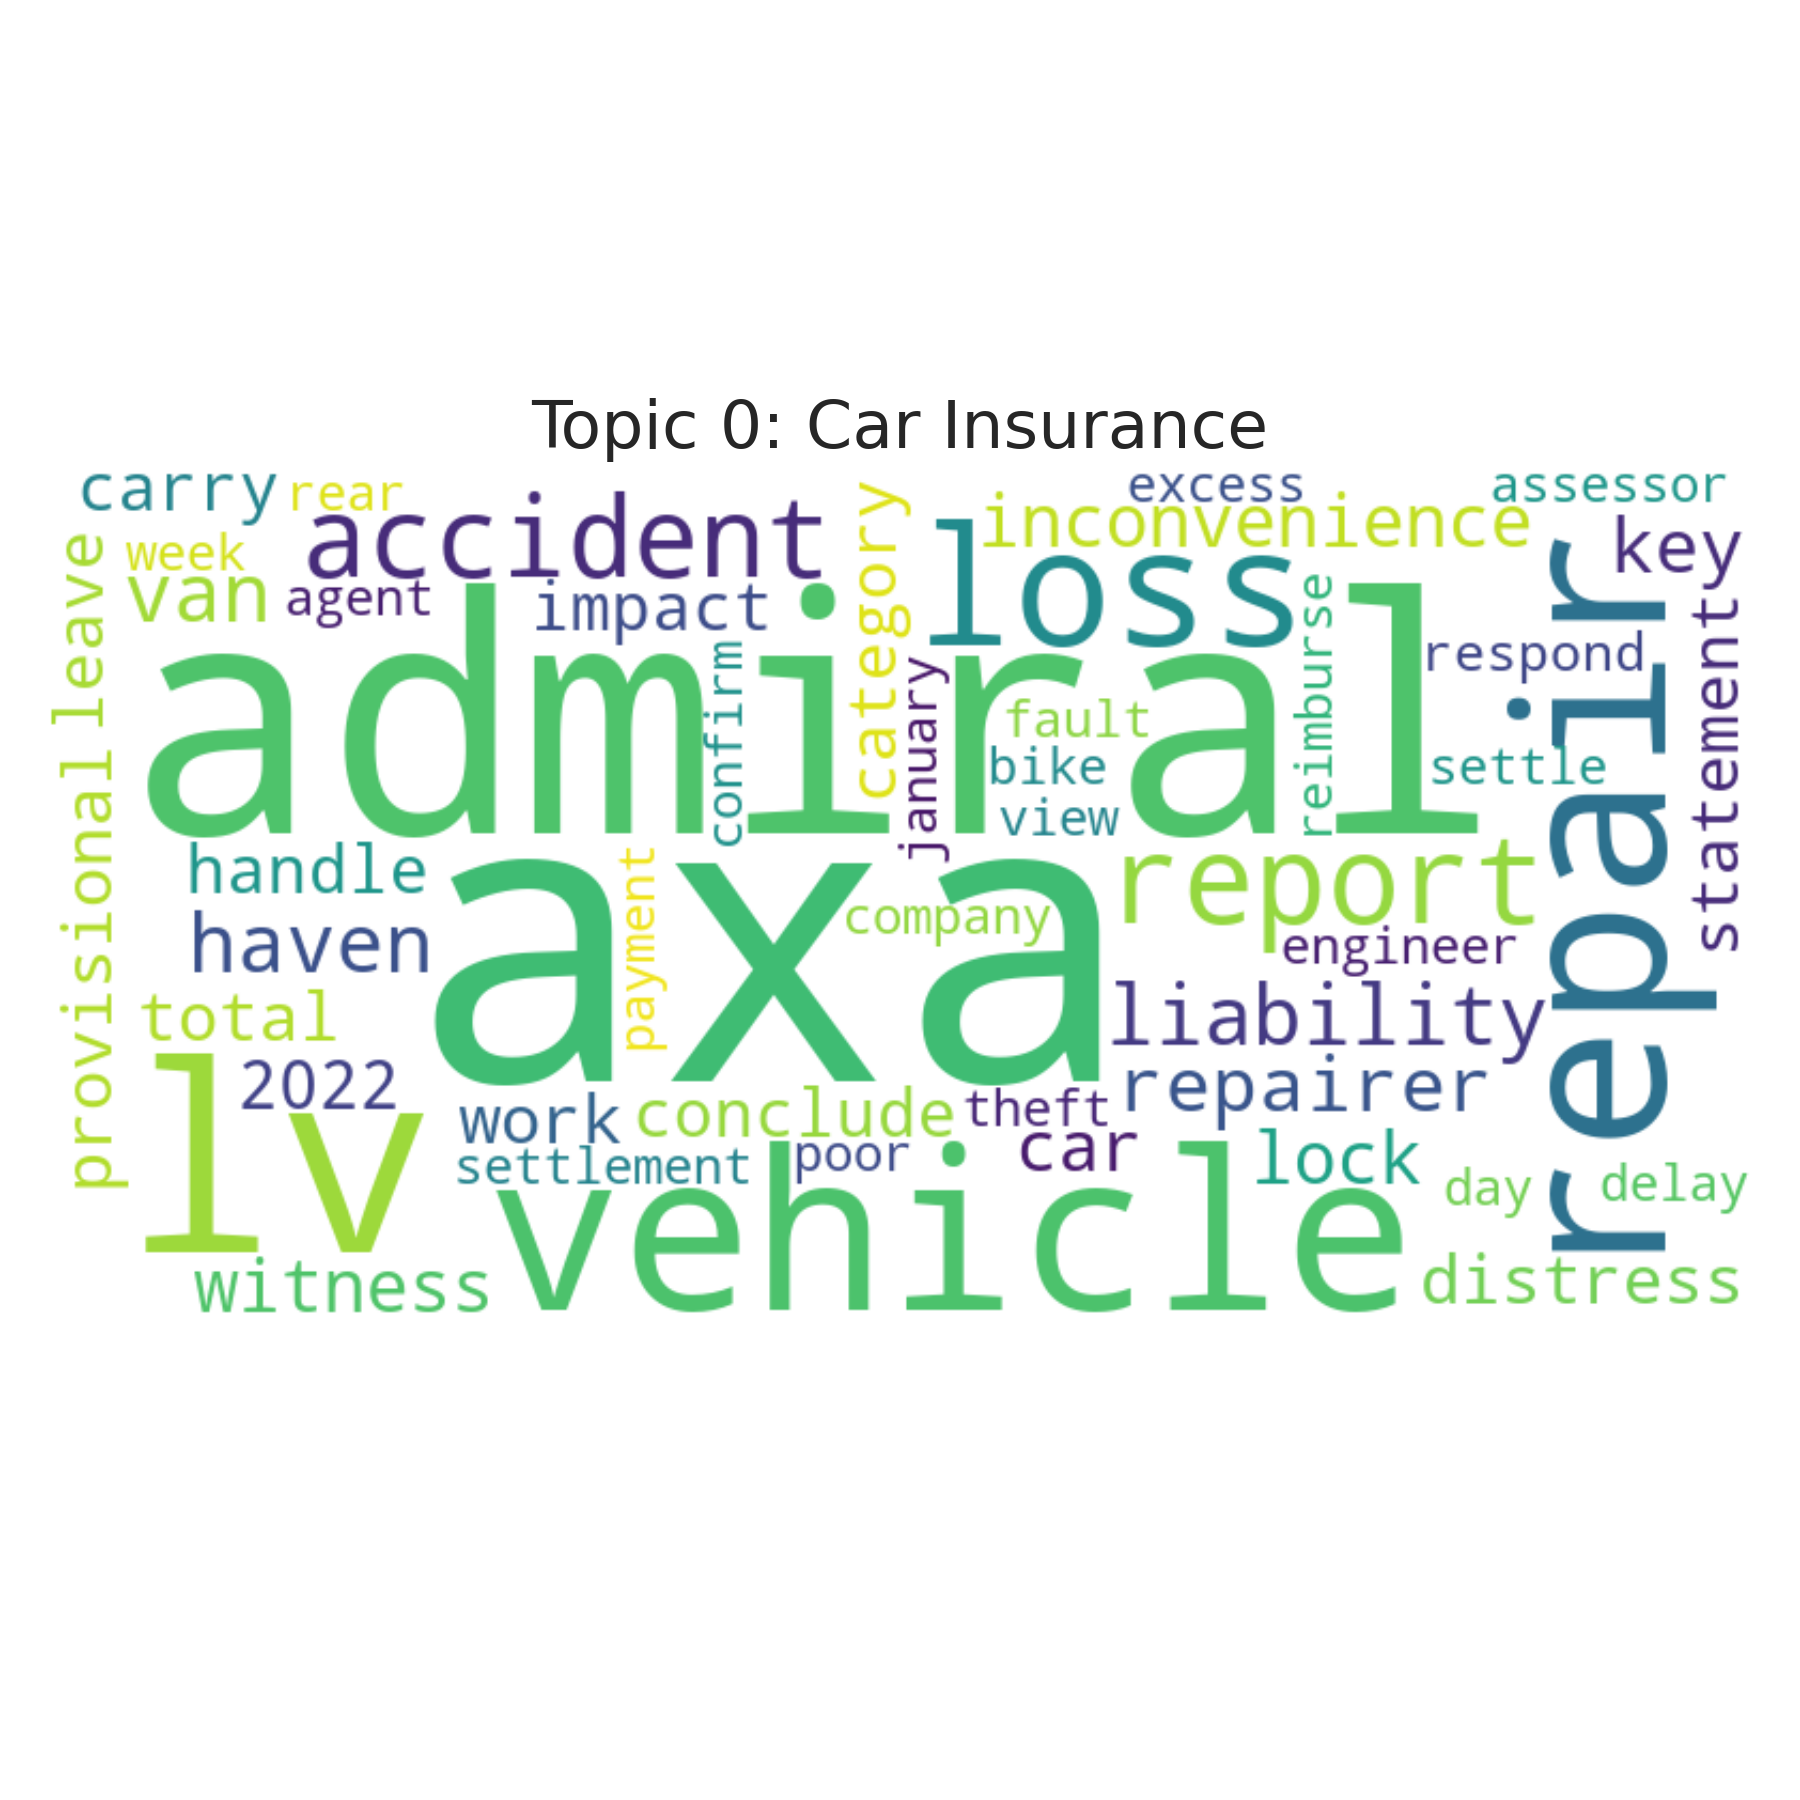 Topic 0: Car Insurance
carry
rear
excess
assessor
accident
category
inconvenience
loss
key
week
van
agent
impact
leave
admiral
confirm
january
fault
bike
view
reimburse
respond
settle
repair
statement
provisional
handle
haven
axa
payment
company
report
engineer
total
liability
lv
2022
work
conclude
theft
repairer
settlement
poor
car
lock
day
delay
vehicle
witness
distress